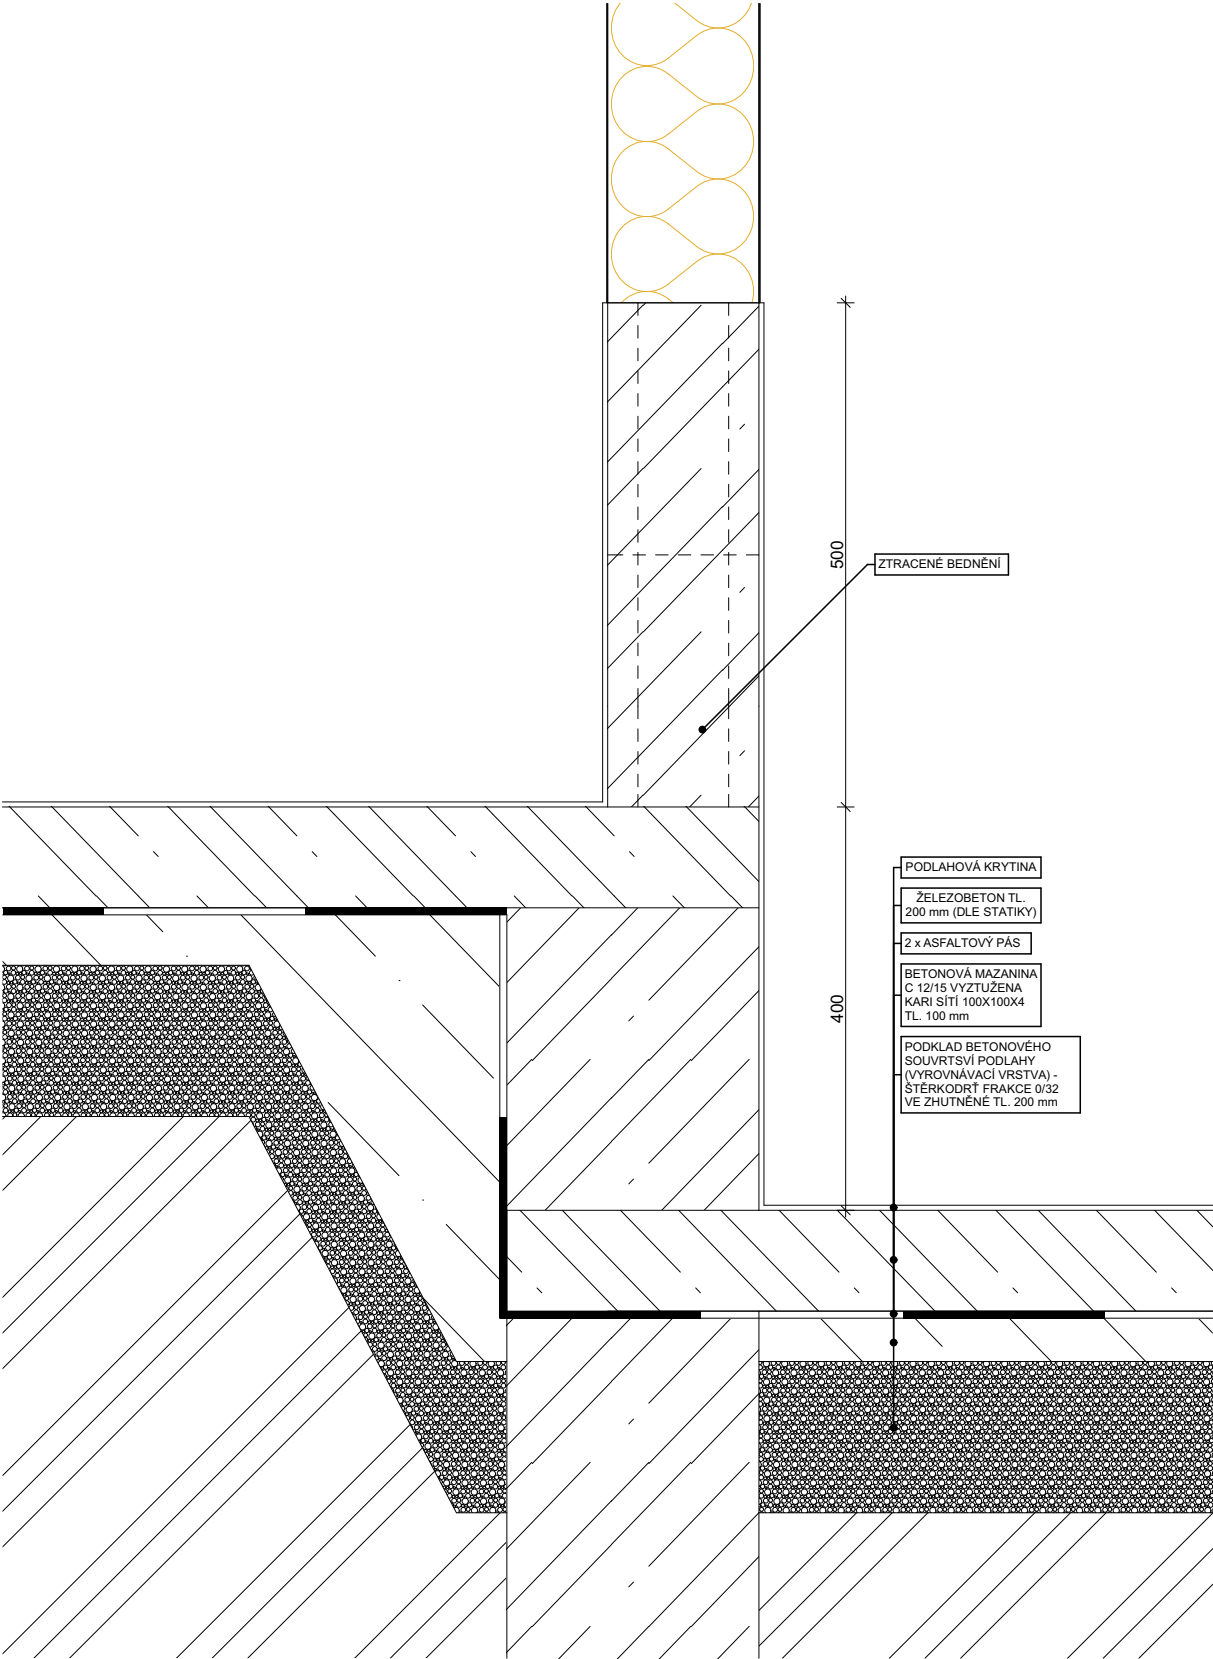 500
ZTRACENÉ BEDNĚNÍ
PODLAHOVÁ KRYTINA
ŽELEZOBETON TL.
200 mm (DLE STATIKY)
2 x ASFALTOVÝ PÁS
BETONOVÁ MAZANINA
C 12/15 VYZTUŽENA
KARI SÍTÍ 100X100X4
TL. 100 mm
400
PODKLAD BETONOVÉHO
SOUVRTSVÍ PODLAHY
(VYROVNÁVACÍ VRSTVA) -
ŠTĚRKODRŤ FRAKCE 0/32
VE ZHUTNĚNÉ TL. 200 mm